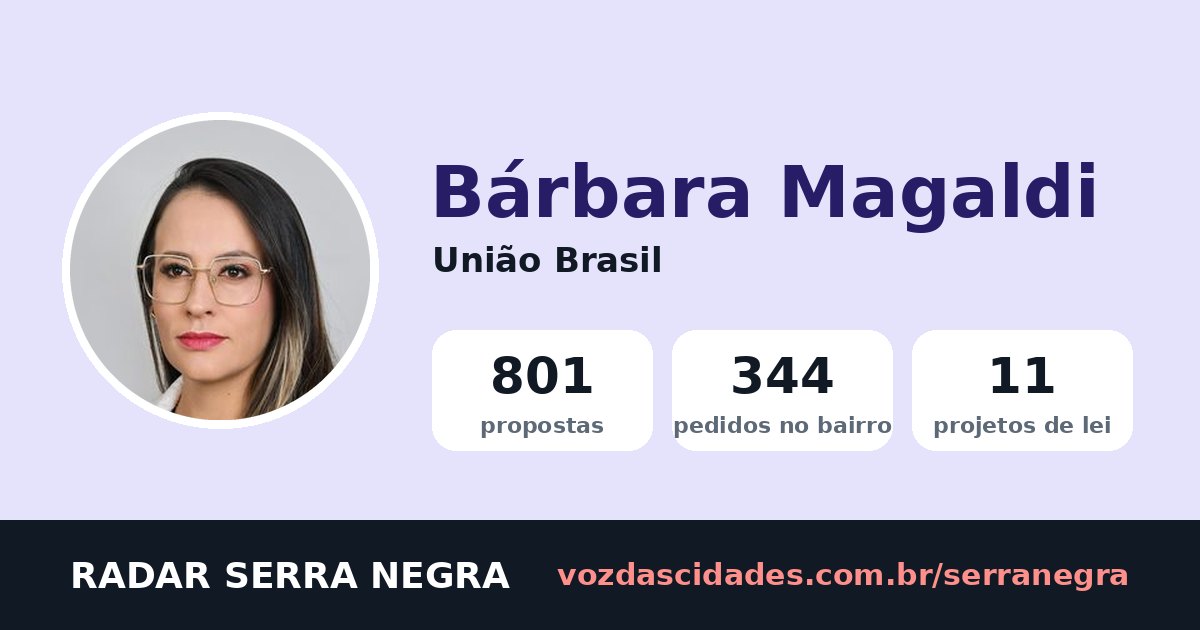 Bárbara Magaldi
União Brasil
801
propostas
344
pedidos no bairro
11
projetos de lei
RADAR SERRA NEGRA
vozdascidades.com.br/serranegra